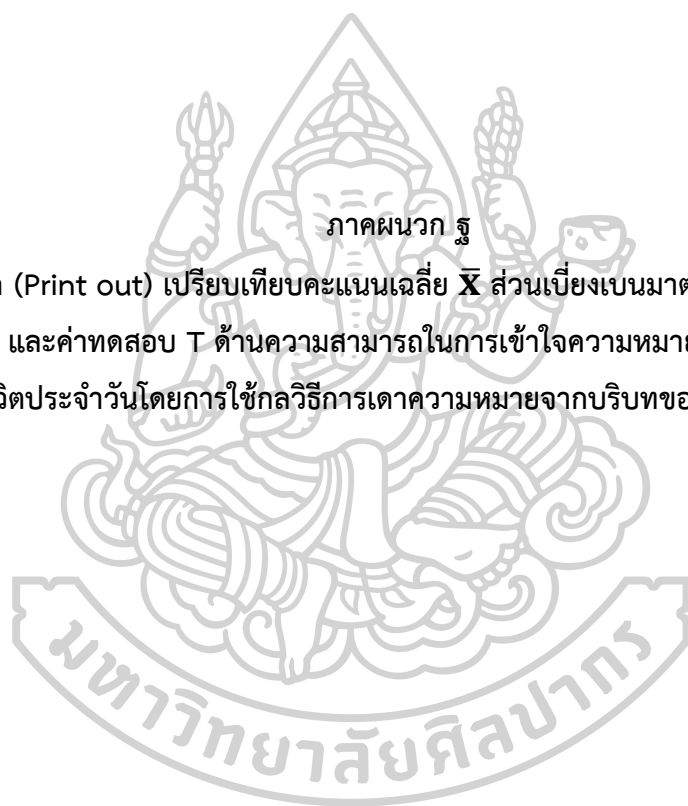 ภาคผนวก ฐ
(Print out) เปรียบเทียบคะแนนเฉลี่ย X̅ ส่วนเบี่ยงเบนมาต
และค่าทดสอบ T ด้านความสามารถในการเข้าใจความหมาย
วิตประจำวันโดยการใช้กลวิธีการเดาความหมายจากบริบทขอ
มหาวิทยาลัยศิลปากร